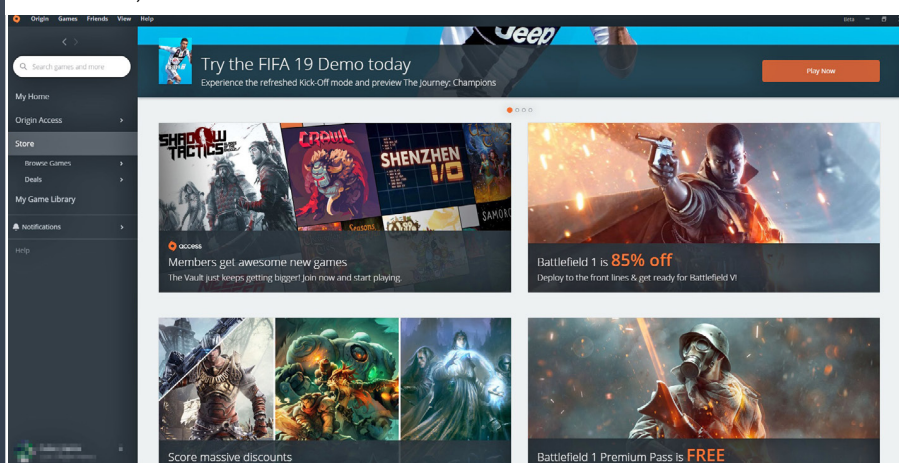 Origin Games Friends View Help
Beta
Search games and more
My Home
Origin Access
Store
Browse Games
Deals
My Game Library
Notifications
Help
Jeep
Try the FIFA 19 Demo today
Experience the refreshed Kick-Off mode and preview The Journey: Champions
Play Now
SHADOW
TACTICS
CRAWL
SHENZHEN
I/O
Seasons
SAMORO
access
Members get awesome new games
The Vault just keeps getting bigger! Join now and start playing.
Battlefield 1 is 85% off
Deploy to the front lines & get ready for Battlefield V!
Score massive discounts
Battlefield 1 Premium Pass is FREE